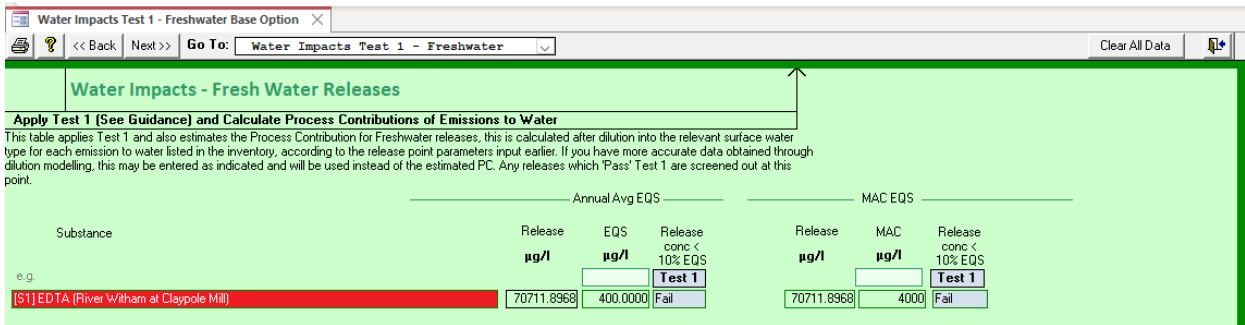 Water Impacts Test 1 - Freshwater Base Option
<< Back Next >> Go To: Water Impacts Test 1 - Freshwater Clear All Data
Water Impacts - Fresh Water Releases
Apply Test 1 (See Guidance) and Calculate Process Contributions of Emissions to Water
This table applies Test 1 and also estimates the Process Contribution for Freshwater releases, this is calculated after dilution into the relevant surface water
type for each emission to water listed in the inventory, according to the release point parameters input earlier. If you have more accurate data obtained through
dilution modelling, this may be entered as indicated and will be used instead of the estimated PC. Any releases which 'Pass' Test 1 are screened out at this
point.
Annual Avg EQS MAC EQS
Substance Release EQS Release Release MAC Release
conc < conc <
µg/l µg/l 10% EQS µg/l µg/l 10% EQS
e.g. Test 1 Test 1
[S1] EDTA (River Witham at Claypole Mill) 70711.8968 400.0000 Fail 70711.8968 4000 Fail